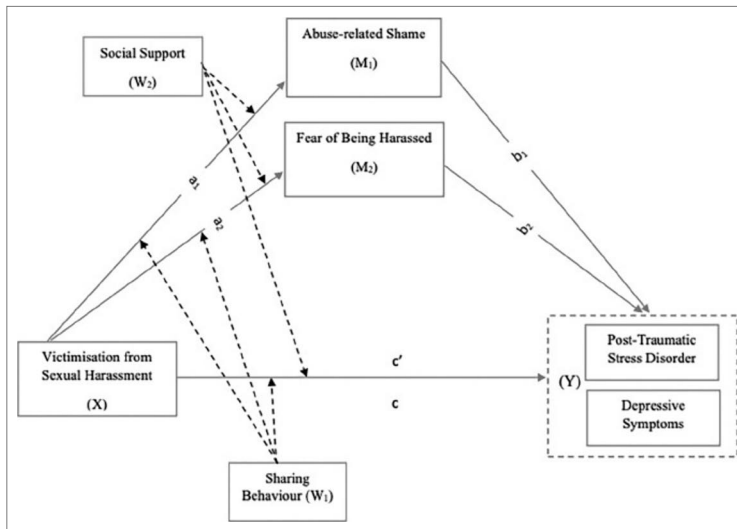 Abuse-related Shame
(M₁)
Social Support
(W₂)
Fear of Being Harassed
(M₂)
a₁
a₂
b₁
b₂
Victimisation from
Sexual Harassment
(X)
c’
c
(Y)
Post-Traumatic
Stress Disorder
Depressive
Symptoms
Sharing
Behaviour (W₁)